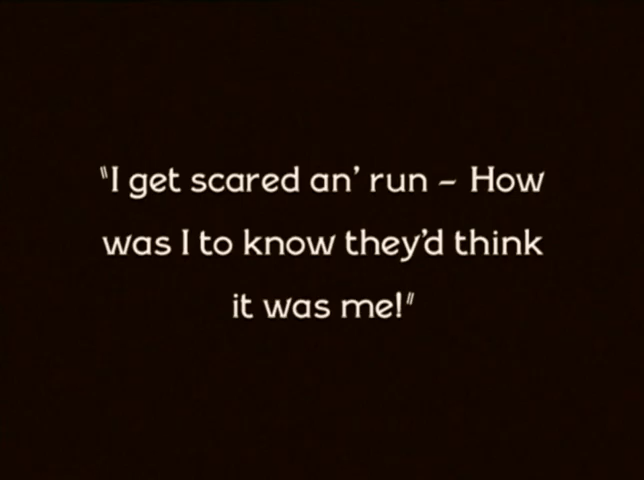 "I get scared an' run – How
was I to know they'd think
it was me!"